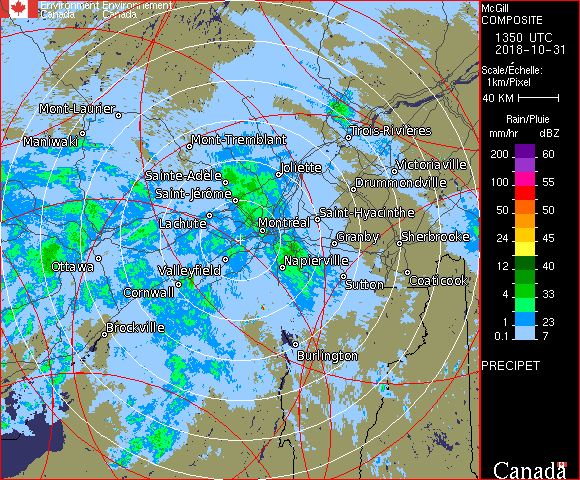 Environment Environnement
Canada Canada
McGill
COMPOSITE
1350 UTC
2018-10-31
Scale/Échelle:
1km/Pixel
40 KM
Rain/Pluie
mm/hr dBZ
200 60
100 55
50 50
24 45
12 40
4 33
1 23
0.1 7
PRECIPET
Canada
Mont-Laurier
Maniwaki
Mont-Tremblant
Trois-Rivières
Sainte-Adèle
Joliette
Victoriaville
Saint-Jérôme
Drummondville
Lachute
Montréal
Saint-Hyacinthe
Granby
Sherbrooke
Ottawa
Valleyfield
Napierville
Cornwall
Sutton
Coaticook
Brockville
Burlington